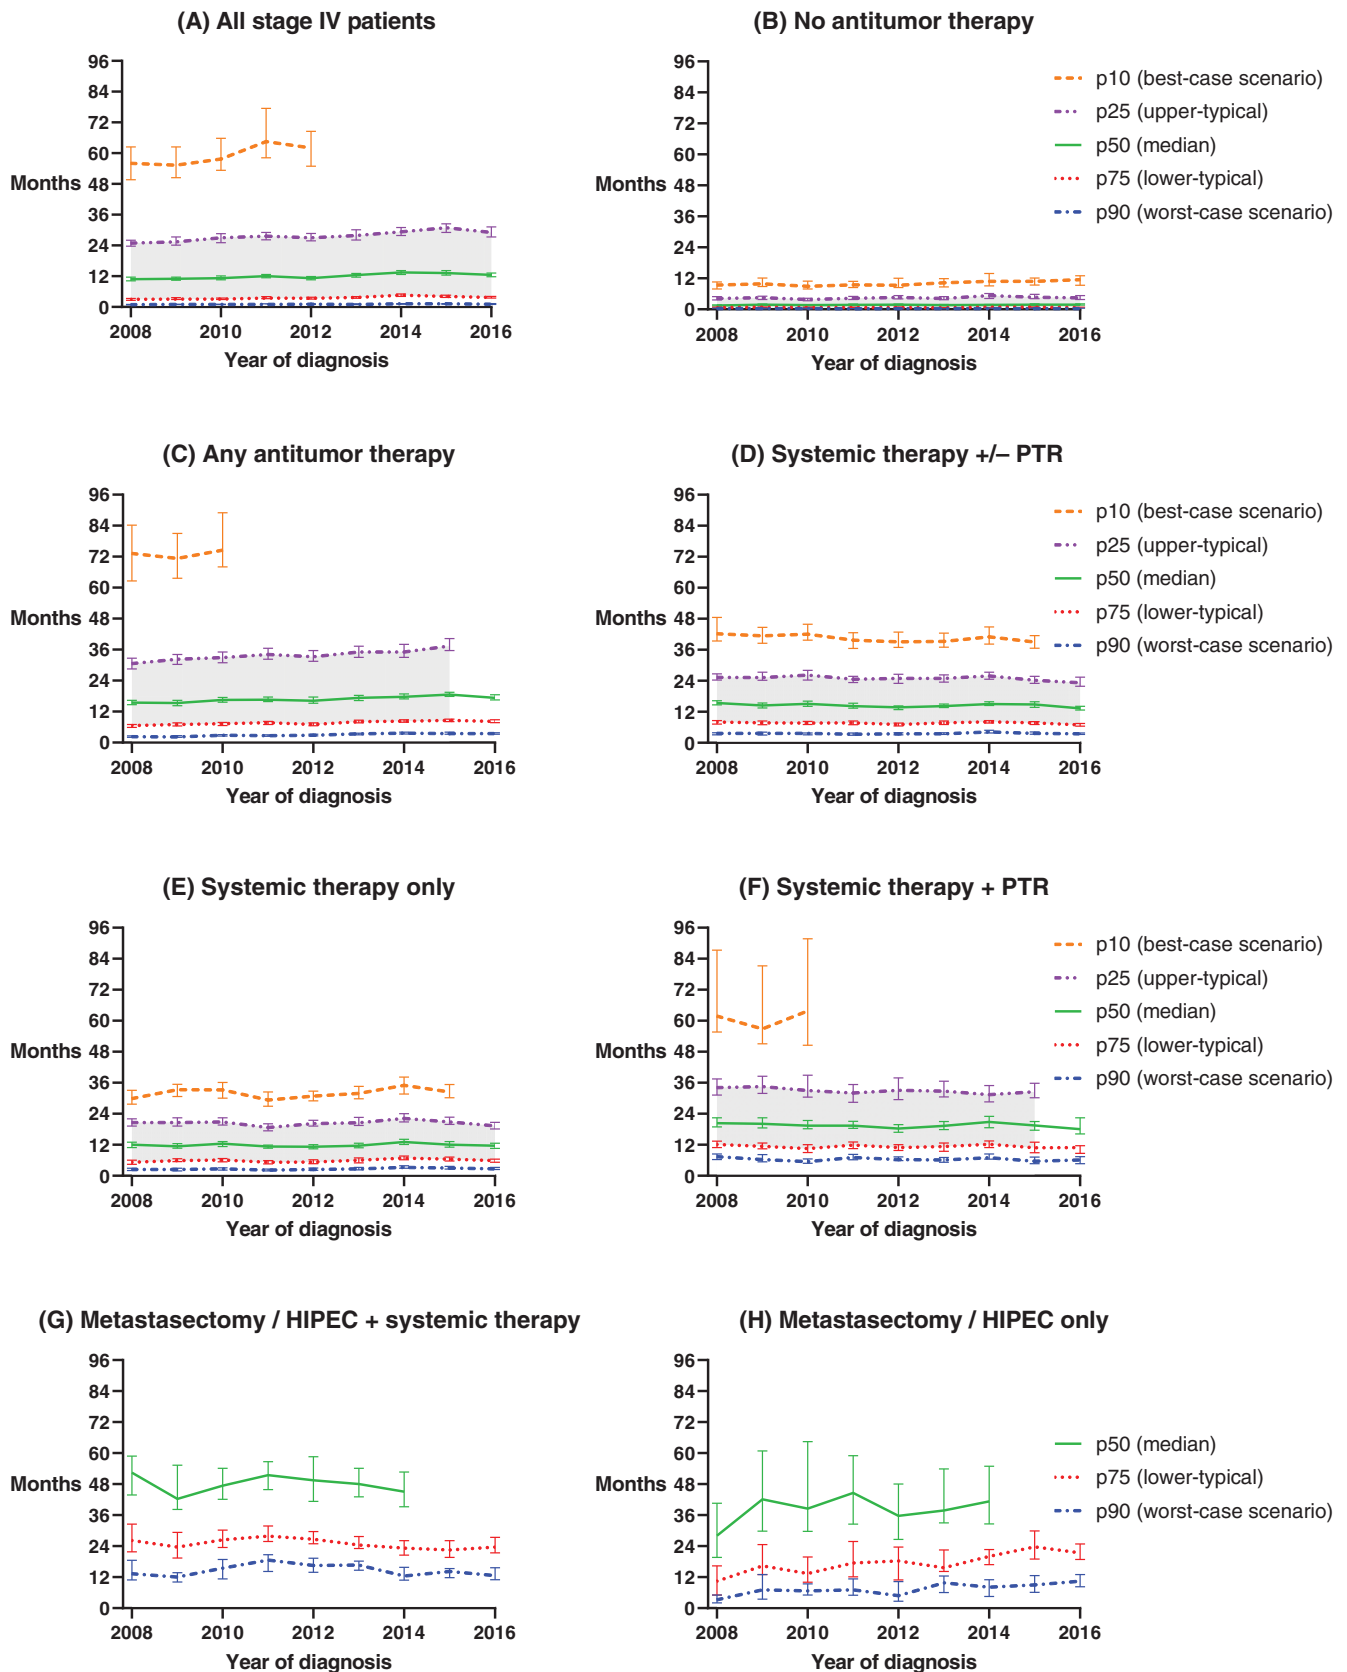 (A) All stage IV patients
96
84
72
60
Months 48
36
24
12
0
2008 2010 2012 2014 2016
Year of diagnosis
(B) No antitumor therapy
96
84
72
60
Months 48
36
24
12
0
2008 2010 2012 2014 2016
Year of diagnosis
p10 (best-case scenario)
p25 (upper-typical)
p50 (median)
p75 (lower-typical)
p90 (worst-case scenario)
(C) Any antitumor therapy
96
84
72
60
Months 48
36
24
12
0
2008 2010 2012 2014 2016
Year of diagnosis
(D) Systemic therapy +/– PTR
96
84
72
60
Months 48
36
24
12
0
2008 2010 2012 2014 2016
Year of diagnosis
p10 (best-case scenario)
p25 (upper-typical)
p50 (median)
p75 (lower-typical)
p90 (worst-case scenario)
(E) Systemic therapy only
96
84
72
60
Months 48
36
24
12
0
2008 2010 2012 2014 2016
Year of diagnosis
(F) Systemic therapy + PTR
96
84
72
60
Months 48
36
24
12
0
2008 2010 2012 2014 2016
Year of diagnosis
p10 (best-case scenario)
p25 (upper-typical)
p50 (median)
p75 (lower-typical)
p90 (worst-case scenario)
(G) Metastasectomy / HIPEC + systemic therapy
96
84
72
60
Months 48
36
24
12
0
2008 2010 2012 2014 2016
Year of diagnosis
(H) Metastasectomy / HIPEC only
96
84
72
60
Months 48
36
24
12
0
2008 2010 2012 2014 2016
Year of diagnosis
p50 (median)
p75 (lower-typical)
p90 (worst-case scenario)